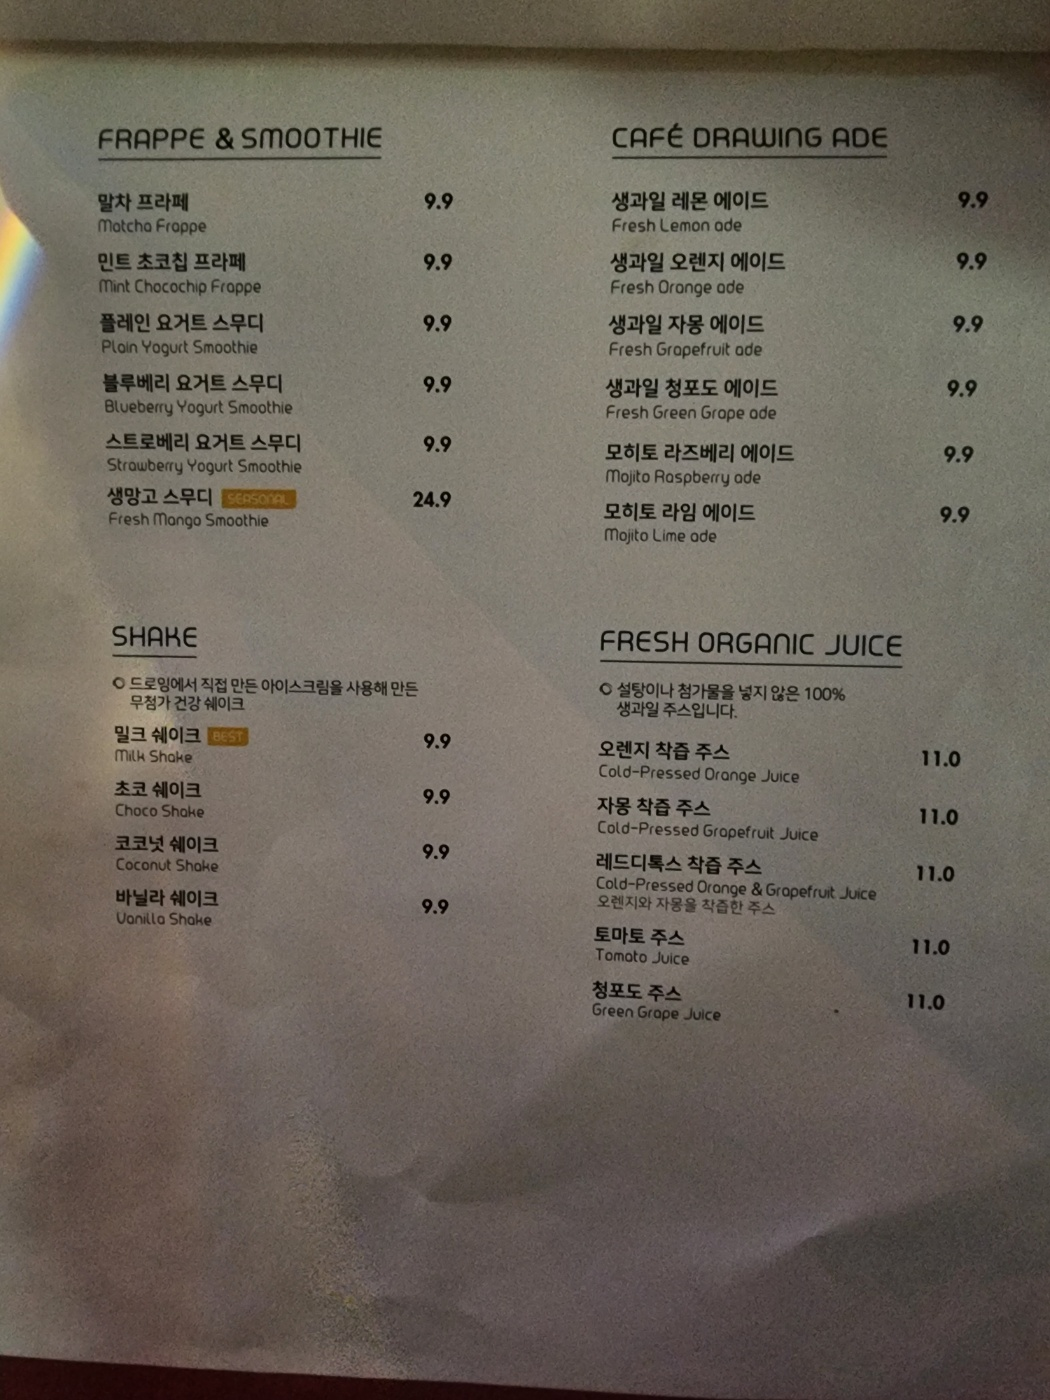 FRAPPE & SMOOTHIE
말차 프라페 9.9
Matcha Frappe
민트 초코칩 프라페 9.9
Mint Chocochip Frappe
플레인 요거트 스무디 9.9
Plain Yogurt Smoothie
블루베리 요거트 스무디 9.9
Blueberry Yogurt Smoothie
스트로베리 요거트 스무디 9.9
Strawberry Yogurt Smoothie
생망고 스무디 SEASONAL 24.9
Fresh Mango Smoothie
SHAKE
드로잉에서 직접 만든 아이스크림을 사용해 만든
무첨가 건강 쉐이크
밀크 쉐이크 BEST 9.9
Milk Shake
초코 쉐이크 9.9
Choco Shake
코코넛 쉐이크 9.9
Coconut Shake
바닐라 쉐이크 9.9
Vanilla Shake
CAFÉ DRAWING ADE
생과일 레몬 에이드 9.9
Fresh Lemon ade
생과일 오렌지 에이드 9.9
Fresh Orange ade
생과일 자몽 에이드 9.9
Fresh Grapefruit ade
생과일 청포도 에이드 9.9
Fresh Green Grape ade
모히토 라즈베리 에이드 9.9
Mojito Raspberry ade
모히토 라임 에이드 9.9
Mojito Lime ade
FRESH ORGANIC JUICE
설탕이나 첨가물을 넣지 않은 100%
생과일 주스입니다.
오렌지 착즙 주스 11.0
Cold-Pressed Orange Juice
자몽 착즙 주스 11.0
Cold-Pressed Grapefruit Juice
레드디톡스 착즙 주스 11.0
Cold-Pressed Orange & Grapefruit Juice
오렌지와 자몽을 착즙한 주스
토마토 주스 11.0
Tomato Juice
청포도 주스 11.0
Green Grape Juice